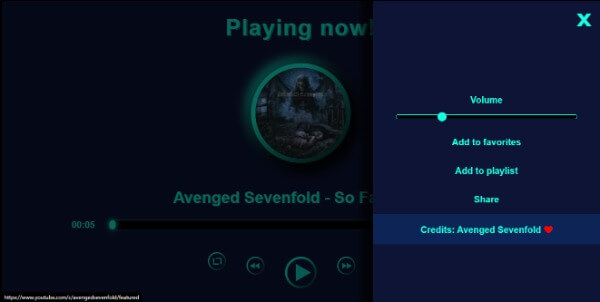 Playing now!
X
Volume
Add to favorites
Add to playlist
Share
Avenged Sevenfold - So Fa
00:05
Credits: Avenged Sevenfold
https://www.youtube.com/c/avengedsevenfold/featured